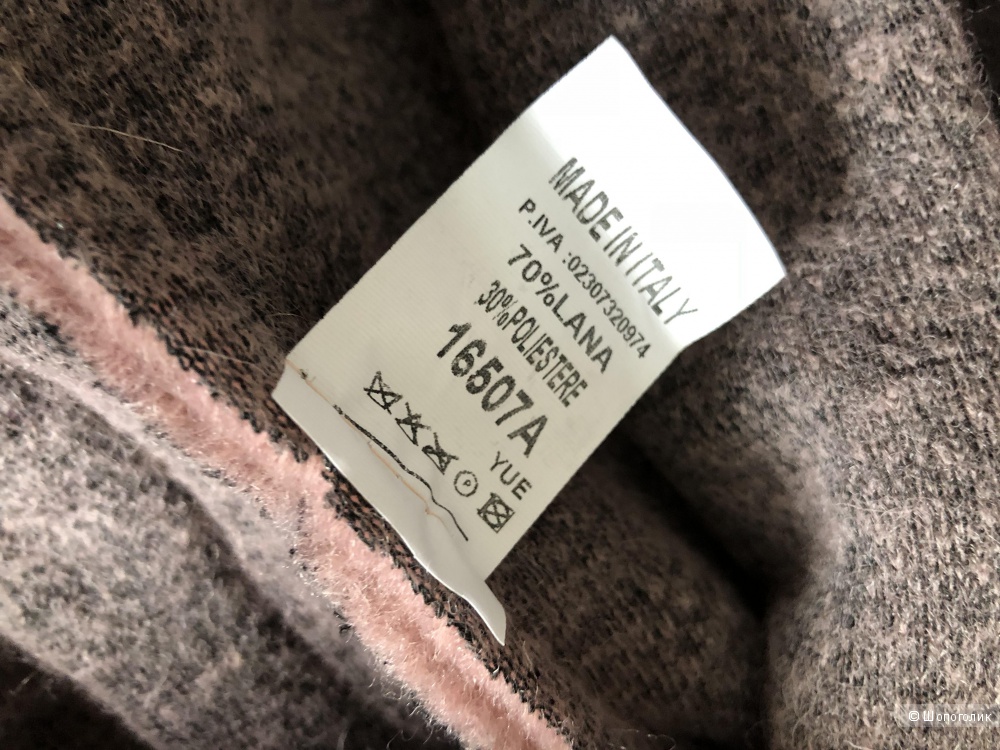 MADE IN ITALY
P.IVA :02307320974
70%LANA
30%POLIESTERE
16507A
YUE
P
© Шопоголик